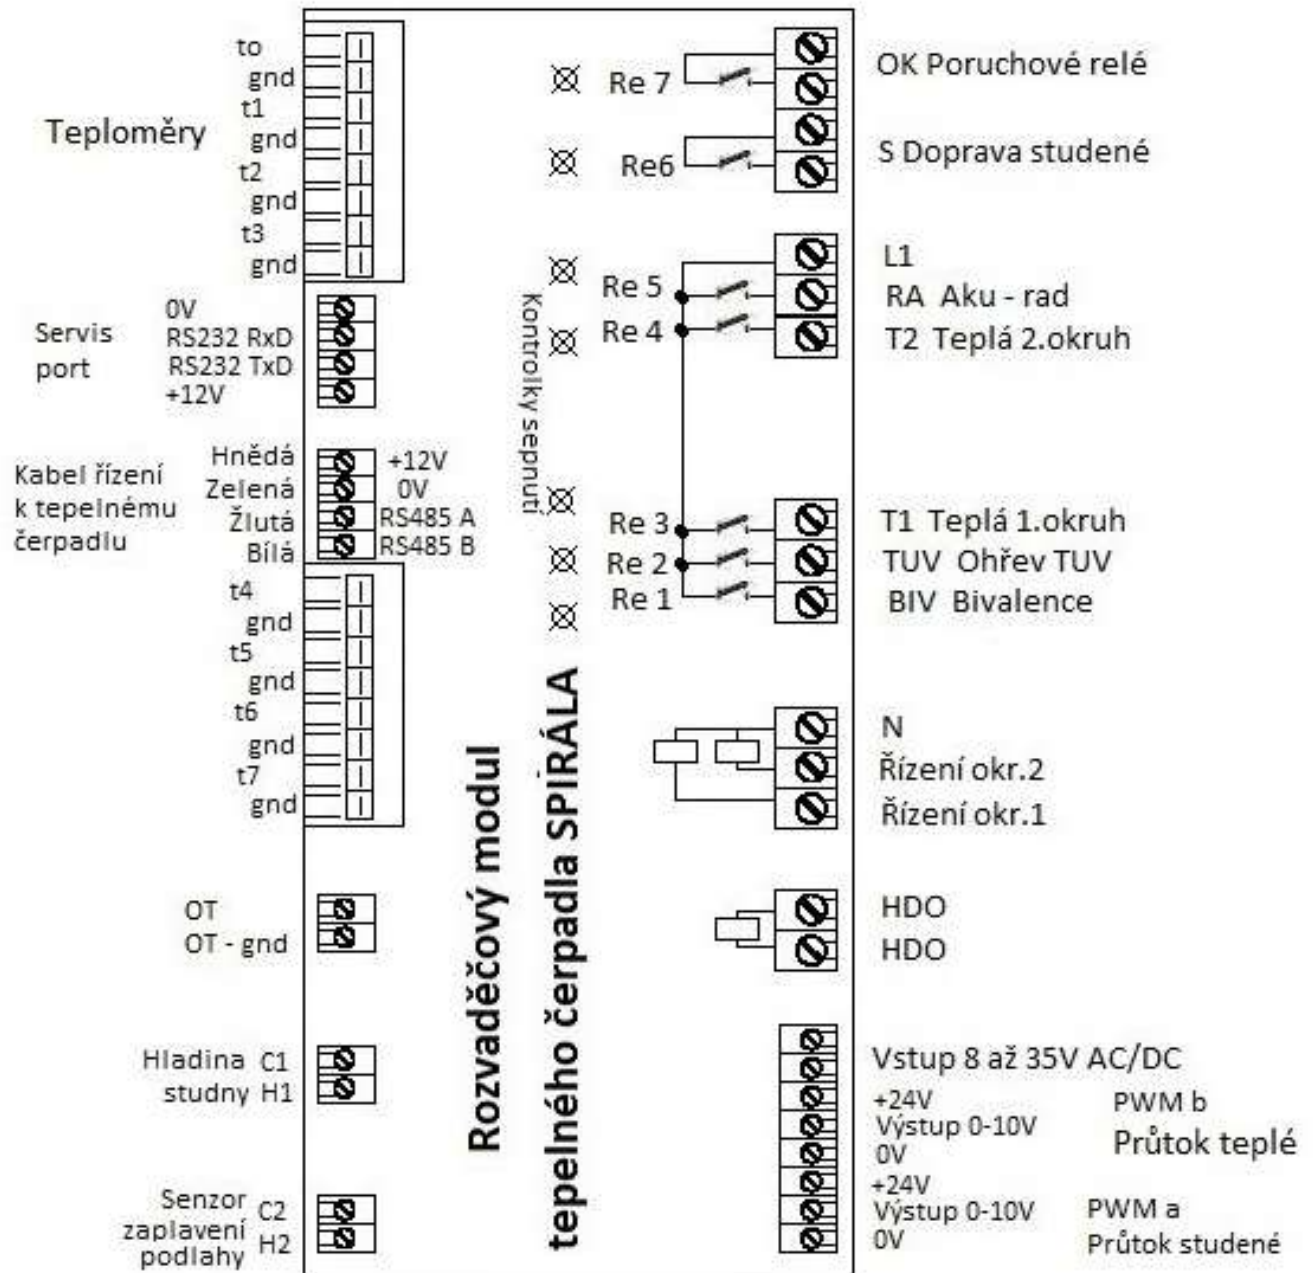 Teploměry
to
gnd
t1
gnd
t2
gnd
t3
gnd
Servis
port
0V
RS232 RxD
RS232 TxD
+12V
Kabel řízení
k tepelnému
čerpadlu
Hnědá +12V
Zelená 0V
Žlutá RS485 A
Bílá RS485 B
t4
gnd
t5
gnd
t6
gnd
t7
gnd
OT
OT - gnd
Hladina C1
studny H1
Senzor
zaplavení
podlahy
C2
H2
Rozvaděčový modul
tepelného čerpadla SPIRÁLA
Kontrolky sepnutí
Re 7
Re6
Re 5
Re 4
Re 3
Re 2
Re 1
OK Poruchové relé
S Doprava studené
L1
RA Aku - rad
T2 Teplá 2.okruh
T1 Teplá 1.okruh
TUV Ohřev TUV
BIV Bivalence
N
Řízení okr.2
Řízení okr.1
HDO
HDO
Vstup 8 až 35V AC/DC
+24V
Výstup 0-10V
0V
PWM b
Průtok teplé
+24V
Výstup 0-10V
0V
PWM a
Průtok studené